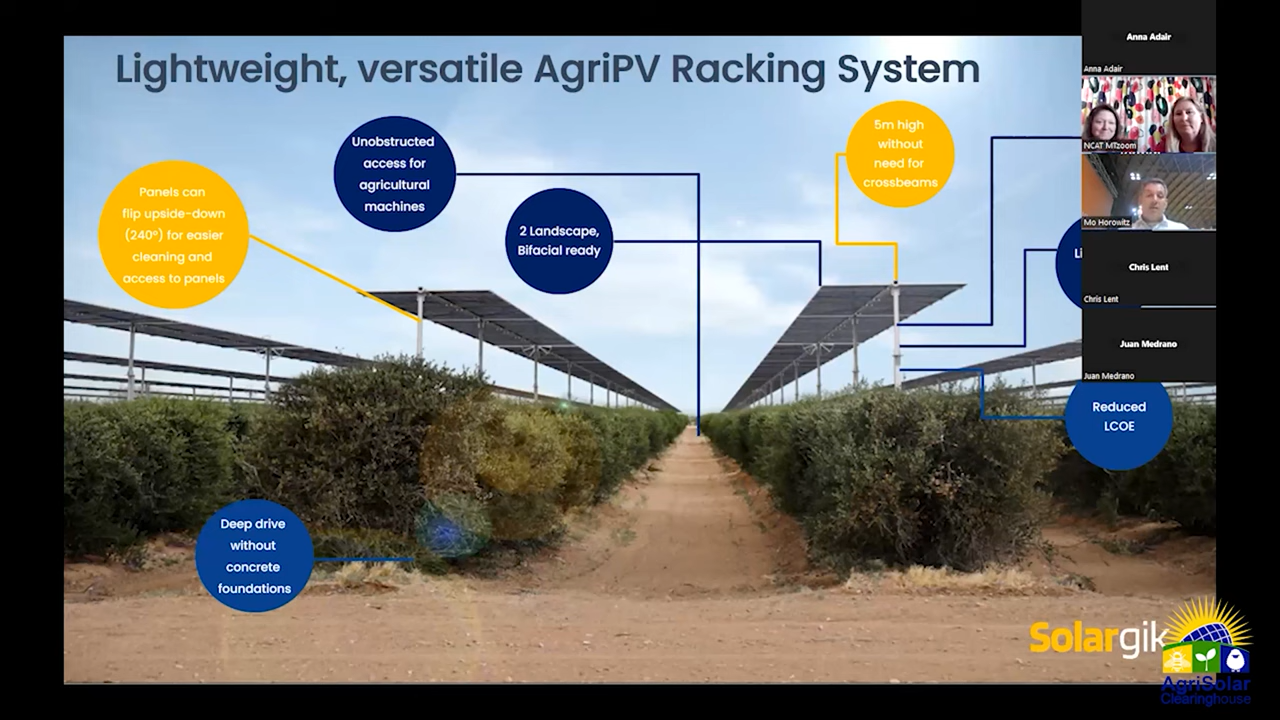 Lightweight, versatile AgriPV Racking System
Unobstructed
access for
agricultural
machines
5m high
without
need for
crossbeams
Panels can
flip upside-down
(240º) for easier
cleaning and
access to panels
2 Landscape,
Bifacial ready
Reduced
LCOE
Deep drive
without
concrete
foundations
Solargik
AgriSolar
Clearinghouse
Anna Adair
Anna Adair
NCAT MTzoom
Mo Horowitz
Chris Lent
Chris Lent
Juan Medrano
Juan Medrano